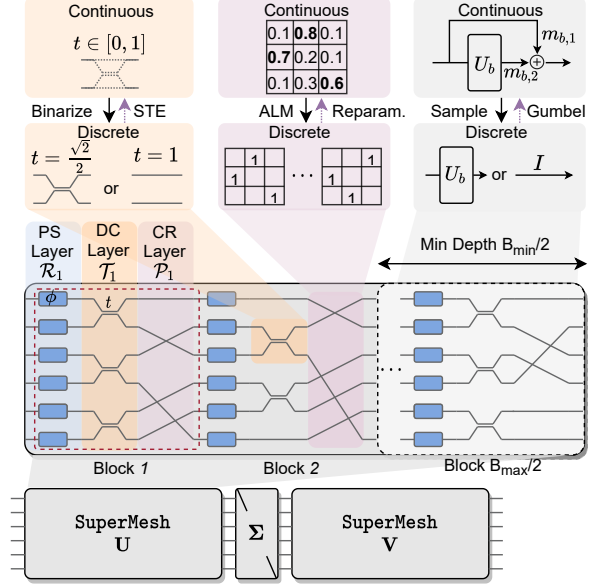 Continuous
t ∈ [0, 1]
Binarize STE
Discrete
t = √2/2 or t = 1
Continuous
0.1 0.8 0.1
0.7 0.2 0.1
0.1 0.3 0.6
ALM Reparam.
Discrete
1 1
1 ... 1
1 1
Continuous
U_b m_{b,1}
m_{b,2}
Sample Gumbel
Discrete
U_b or I
PS Layer R_1
DC Layer T_1
CR Layer P_1
Min Depth B_min/2
ϕ t
...
Block 1
Block 2
Block B_max/2
SuperMesh
U
Σ
SuperMesh
V